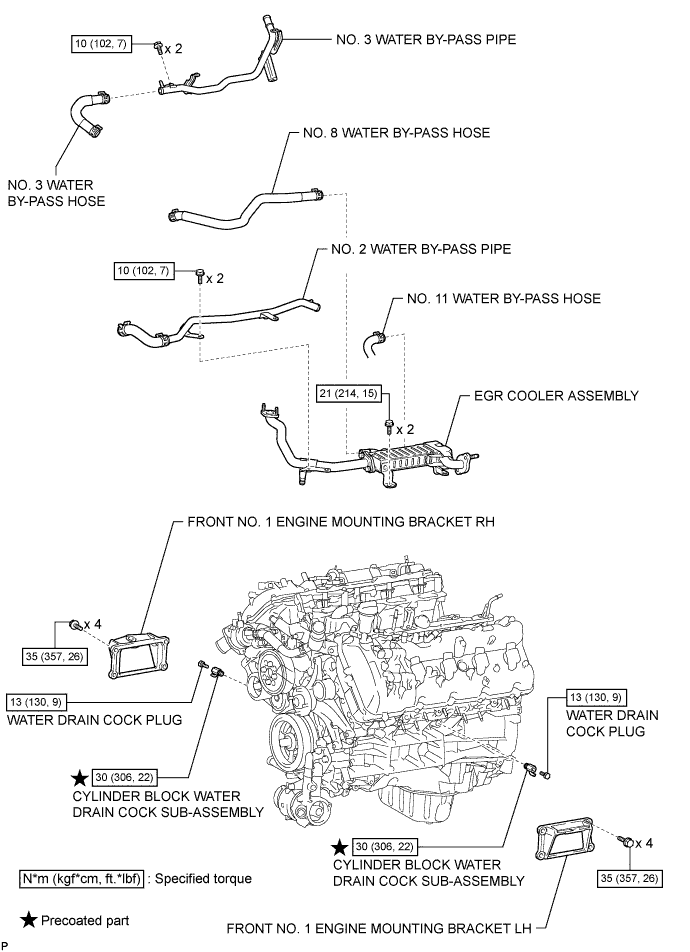 10 (102, 7)
x 2
NO. 3 WATER BY-PASS PIPE
NO. 3 WATER
BY-PASS HOSE
NO. 8 WATER BY-PASS HOSE
NO. 2 WATER BY-PASS PIPE
10 (102, 7)
x 2
NO. 11 WATER BY-PASS HOSE
21 (214, 15)
x 2
EGR COOLER ASSEMBLY
FRONT NO. 1 ENGINE MOUNTING BRACKET RH
x 4
35 (357, 26)
13 (130, 9)
WATER DRAIN COCK PLUG
13 (130, 9)
WATER DRAIN
COCK PLUG
★ 30 (306, 22)
CYLINDER BLOCK WATER
DRAIN COCK SUB-ASSEMBLY
★ 30 (306, 22)
CYLINDER BLOCK WATER
DRAIN COCK SUB-ASSEMBLY
x 4
35 (357, 26)
N*m (kgf*cm, ft.*lbf) : Specified torque
★ Precoated part
FRONT NO. 1 ENGINE MOUNTING BRACKET LH
P